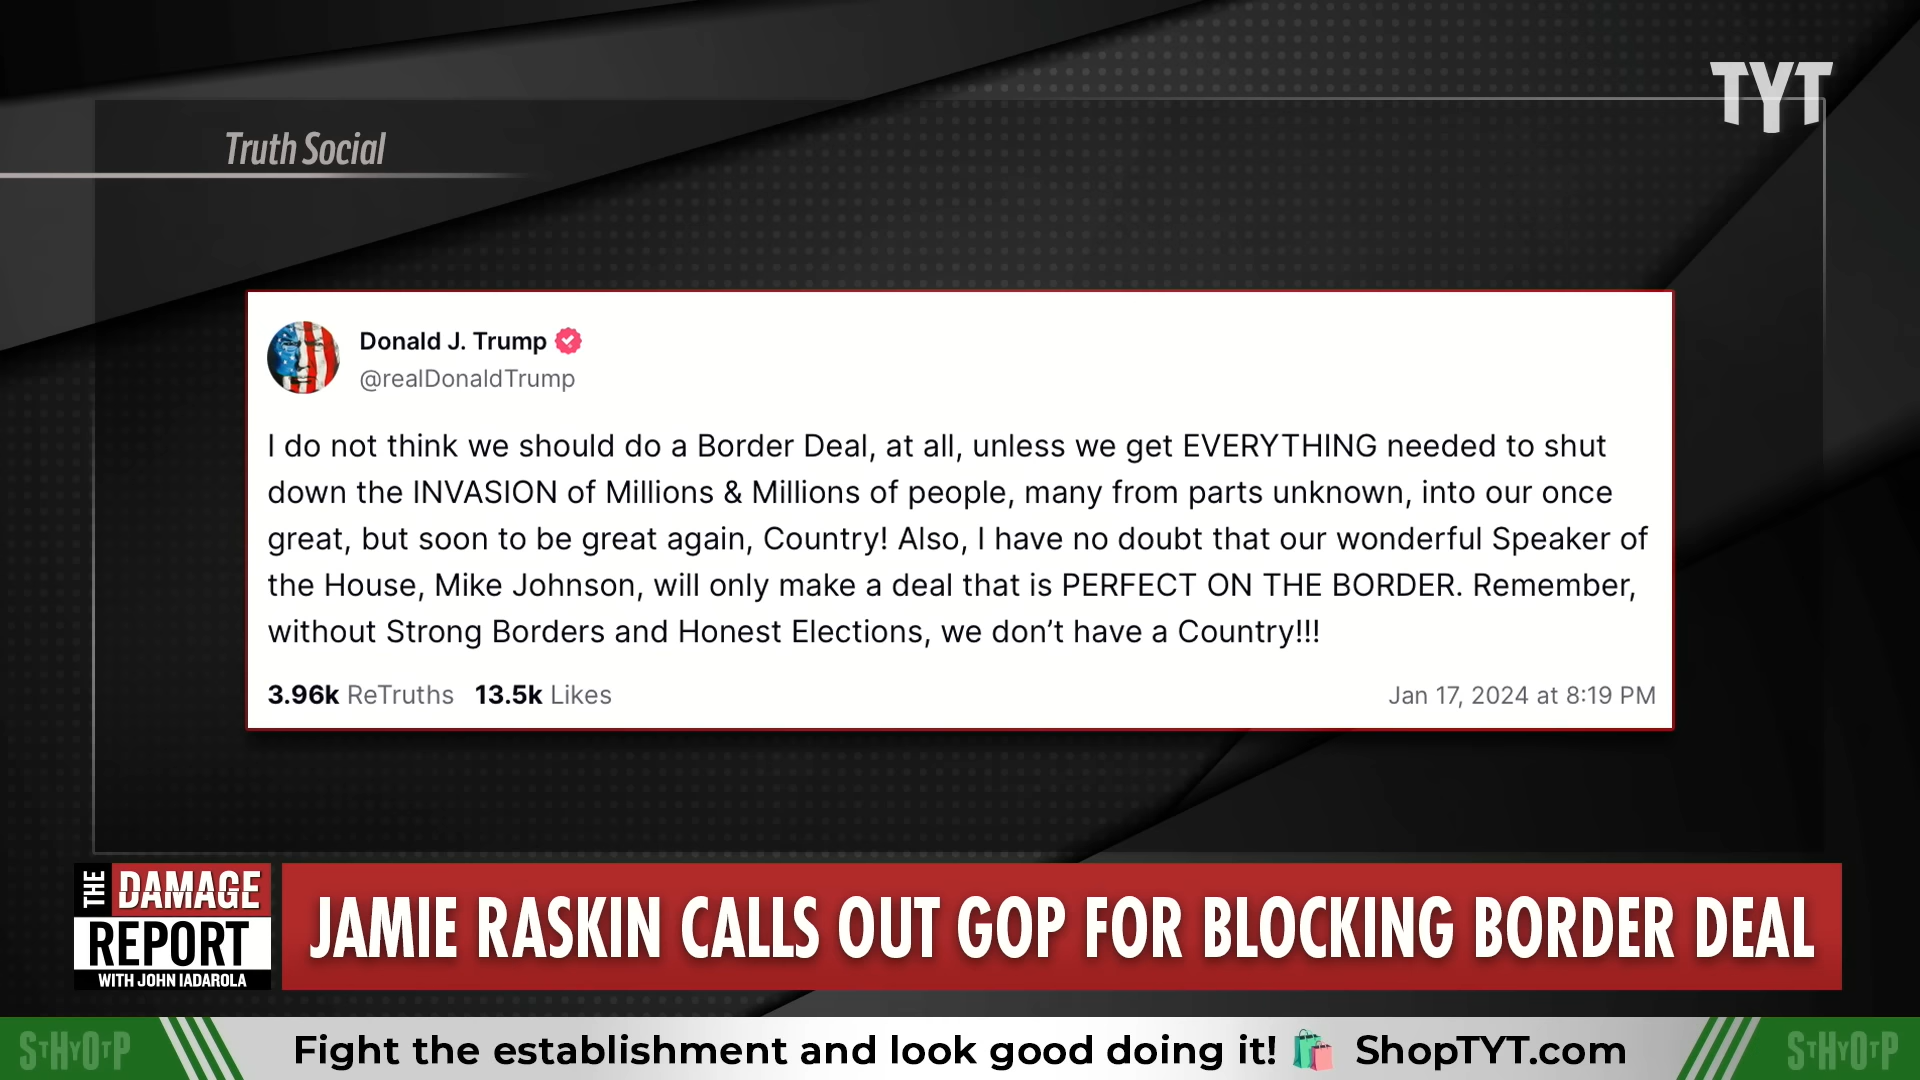 TYT
Truth Social
Donald J. Trump
@realDonaldTrump
I do not think we should do a Border Deal, at all, unless we get EVERYTHING needed to shut
down the INVASION of Millions & Millions of people, many from parts unknown, into our once
great, but soon to be great again, Country! Also, I have no doubt that our wonderful Speaker of
the House, Mike Johnson, will only make a deal that is PERFECT ON THE BORDER. Remember,
without Strong Borders and Honest Elections, we don’t have a Country!!!
3.96k ReTruths 13.5k Likes
Jan 17, 2024 at 8:19 PM
THE DAMAGE
REPORT
WITH JOHN IADAROLA
JAMIE RASKIN CALLS OUT GOP FOR BLOCKING BORDER DEAL
SHOP TYT
Fight the establishment and look good doing it! 🛍️ ShopTYT.com
SHOP TYT